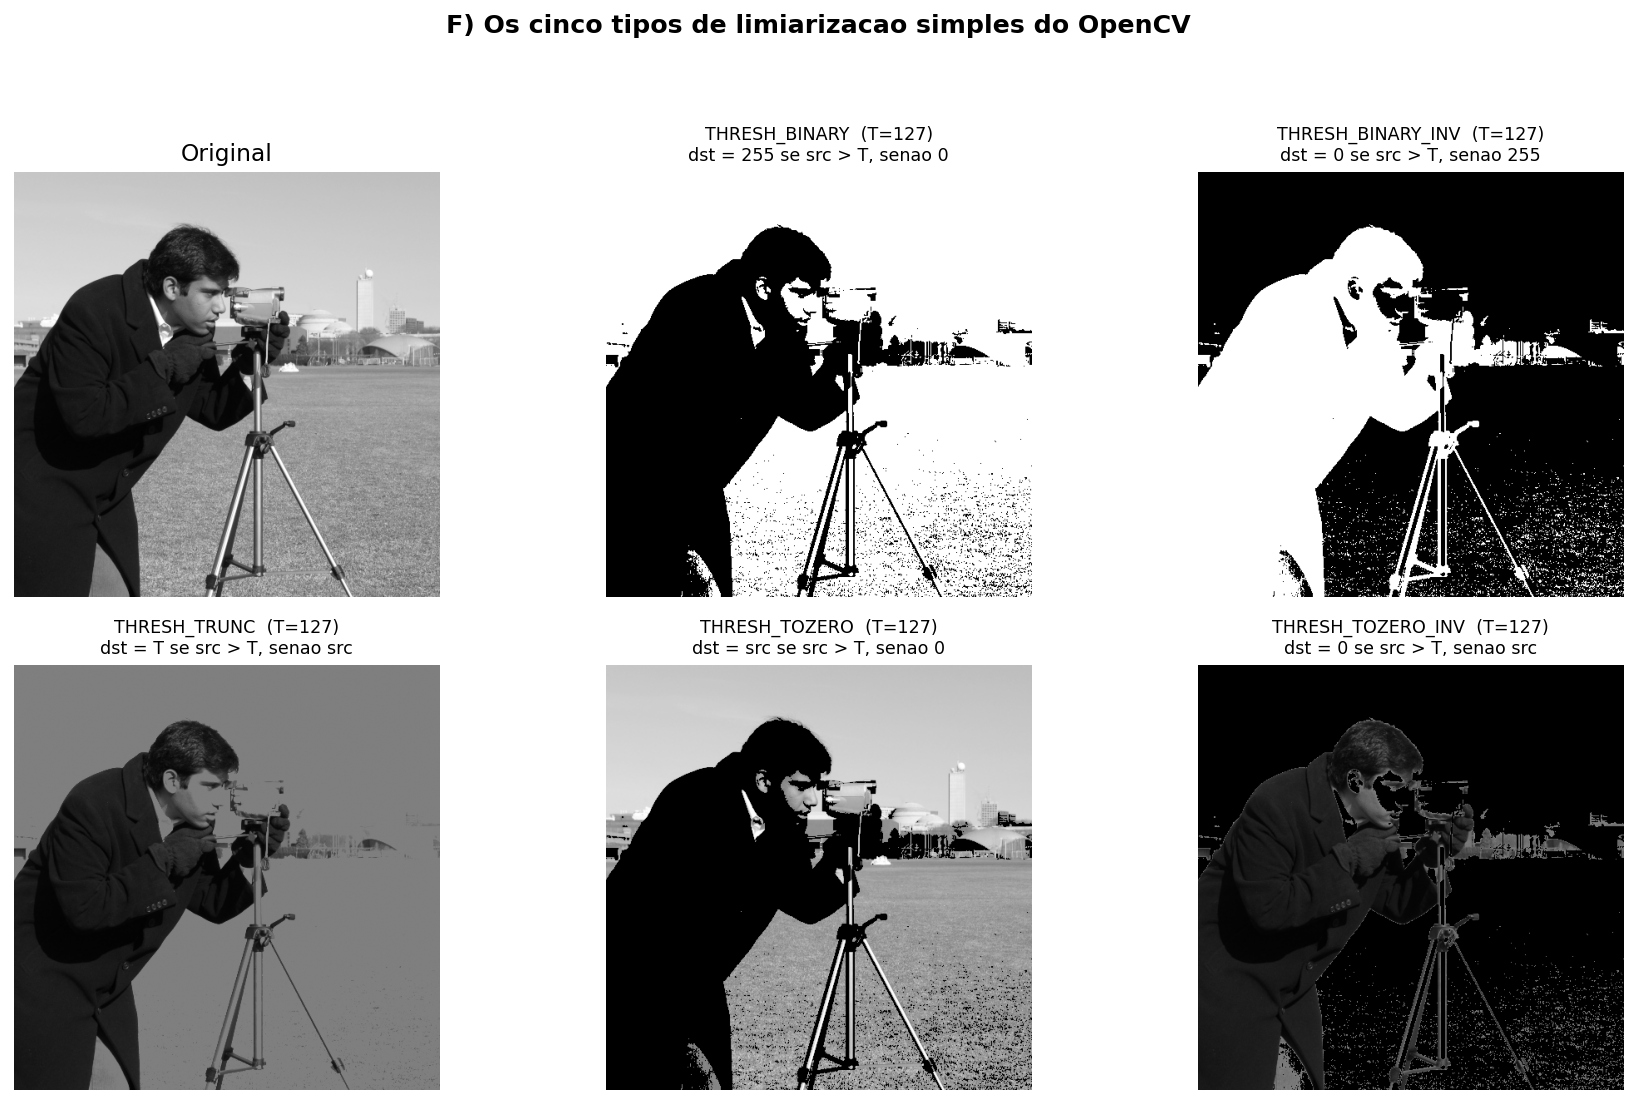 F) Os cinco tipos de limiarizacao simples do OpenCV
Original
THRESH_BINARY  (T=127)
dst = 255 se src > T, senao 0
THRESH_BINARY_INV  (T=127)
dst = 0 se src > T, senao 255
THRESH_TRUNC  (T=127)
dst = T se src > T, senao src
THRESH_TOZERO  (T=127)
dst = src se src > T, senao 0
THRESH_TOZERO_INV  (T=127)
dst = 0 se src > T, senao src